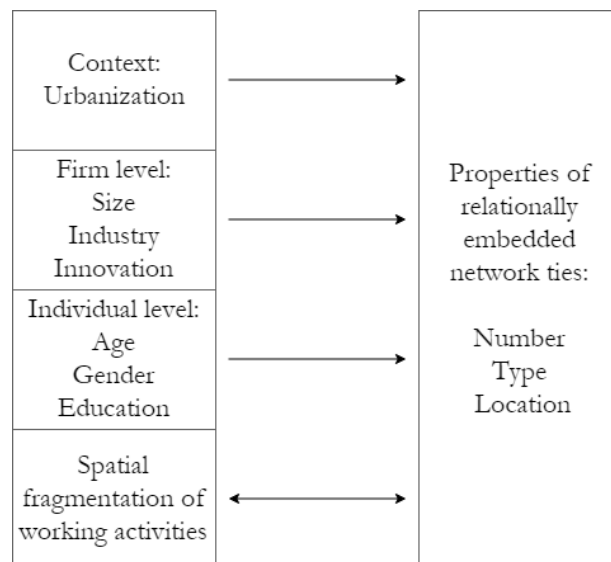 Context:
Urbanization
Firm level:
Size
Industry
Innovation
Individual level:
Age
Gender
Education
Spatial
fragmentation of
working activities
Properties of
relationally
embedded
network ties:
Number
Type
Location